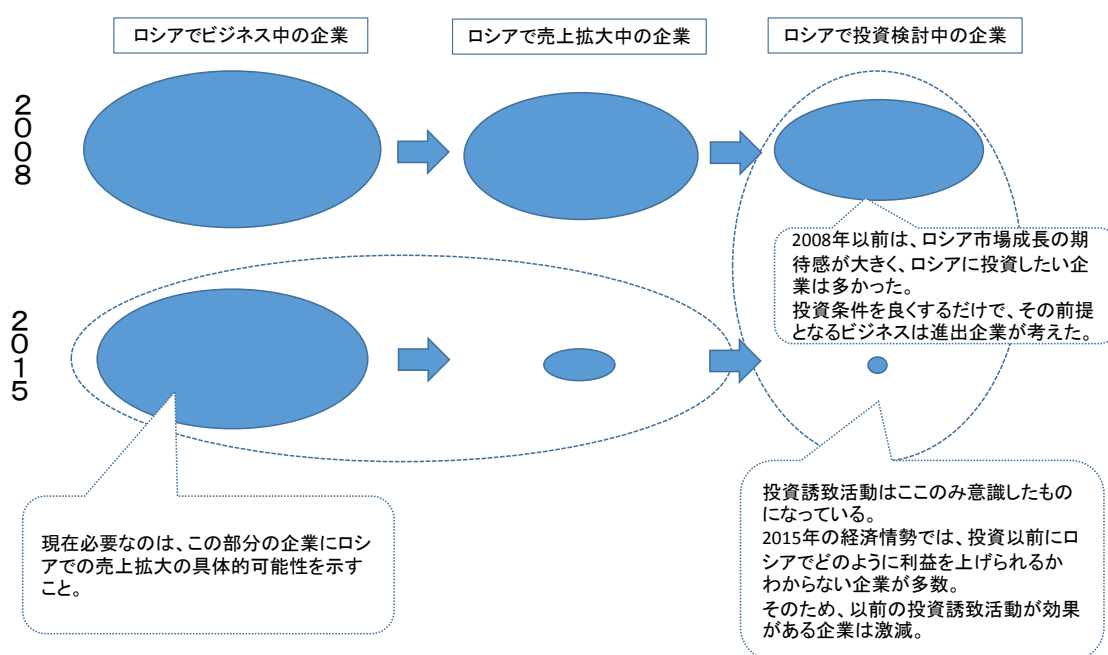 ロシアでビジネス中の企業
ロシアで売上拡大中の企業
ロシアで投資検討中の企業
2008
2008年以前は、ロシア市場成長の期
待感が大きく、ロシアに投資したい企
業は多かった。
投資条件を良くするだけで、その前提
となるビジネスは進出企業が考えた。
2015
現在必要なのは、この部分の企業にロシ
アでの売上拡大の具体的可能性を示す
こと。
投資誘致活動はここのみ意識したもの
になっている。
2015年の経済情勢では、投資以前にロ
シアでどのように利益を上げられるか
わからない企業が多数。
そのため、以前の投資誘致活動が効果
がある企業は激減。